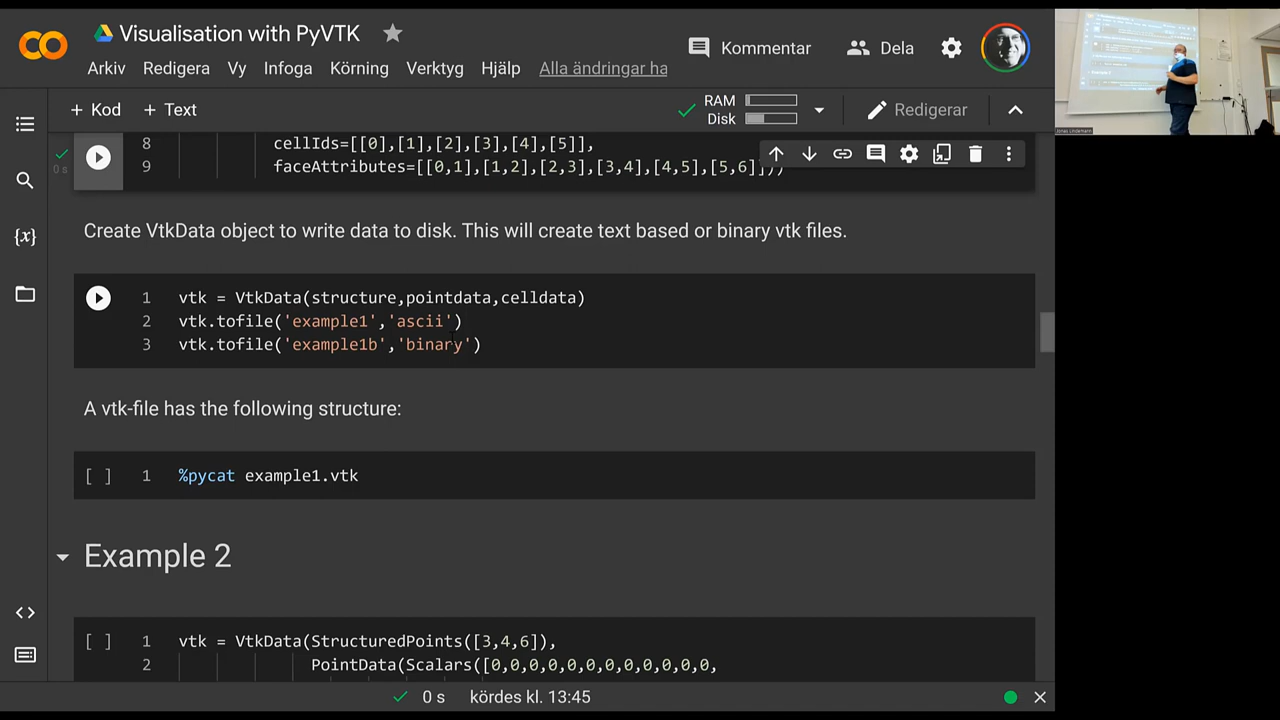 Visualisation with PyVTK
Kommentar
Dela
Arkiv Redigera Vy Infoga Körning Verktyg Hjälp Alla ändringar ha
+ Kod + Text
RAM
Disk
Redigerar
8 cellIds=[[0],[1],[2],[3],[4],[5]],
9 faceAttributes=[[0,1],[1,2],[2,3],[3,4],[4,5],[5,6]]))
0 s
Create VtkData object to write data to disk. This will create text based or binary vtk files.
1 vtk = VtkData(structure,pointdata,celldata)
2 vtk.tofile('example1','ascii')
3 vtk.tofile('example1b','binary')
A vtk-file has the following structure:
[ ] 1 %pycat example1.vtk
Example 2
[ ] 1 vtk = VtkData(StructuredPoints([3,4,6]),
2 PointData(Scalars([0,0,0,0,0,0,0,0,0,0,0,
0 s kördes kl. 13:45
Jonas Lindemann